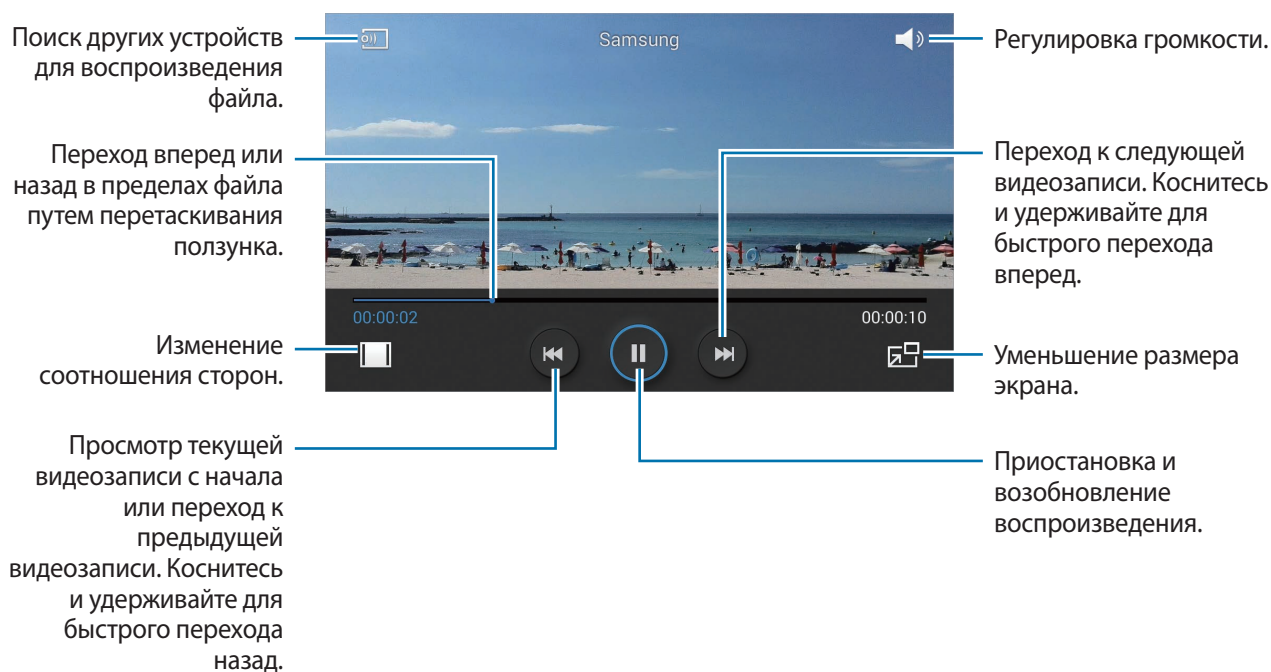 Поиск других устройств
для воспроизведения
файла.
Переход вперед или
назад в пределах файла
путем перетаскивания
ползунка.
Изменение
соотношения сторон.
Просмотр текущей
видеозаписи с начала
или переход к
предыдущей
видеозаписи. Коснитесь
и удерживайте для
быстрого перехода
назад.
Samsung
00:00:02
00:00:10
Регулировка громкости.
Переход к следующей
видеозаписи. Коснитесь
и удерживайте для
быстрого перехода
вперед.
Уменьшение размера
экрана.
Приостановка и
возобновление
воспроизведения.